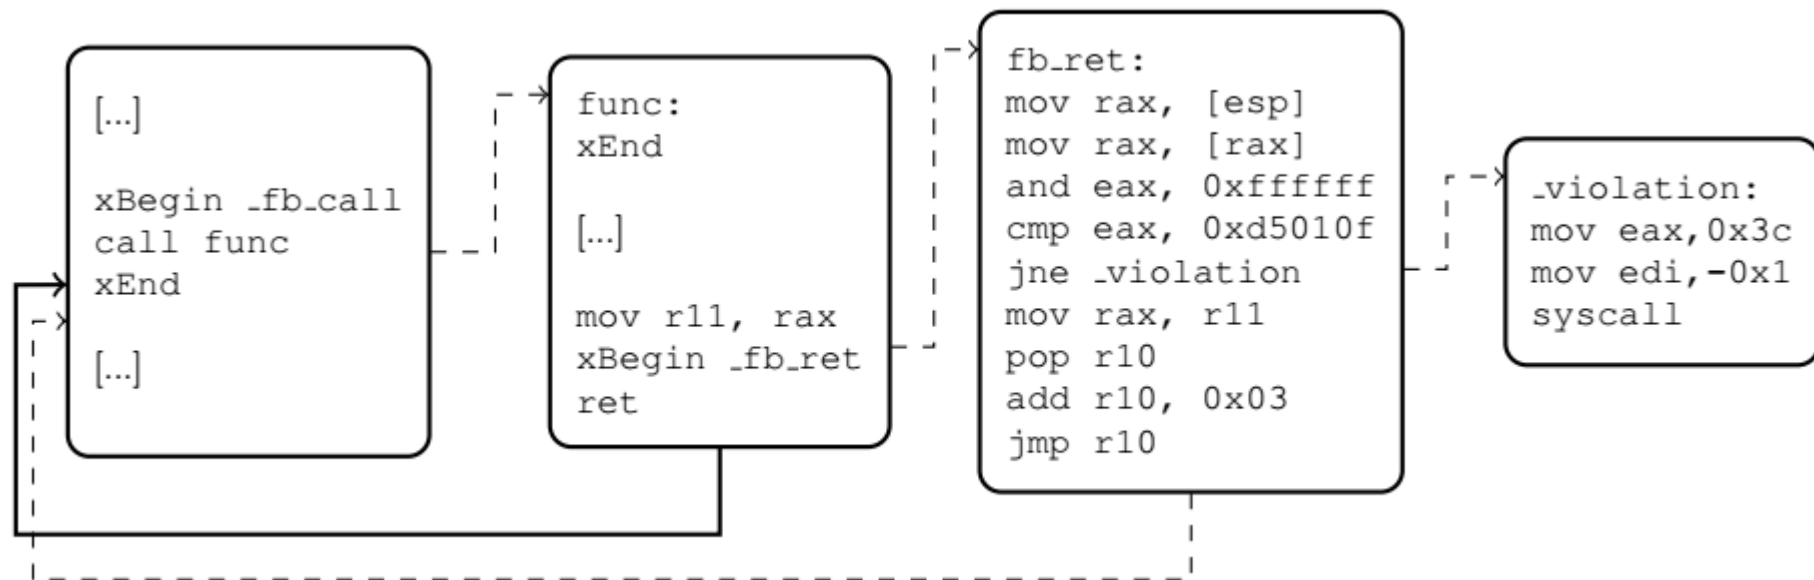 [...]
xBegin _fb_call
call func
xEnd
[...]
func:
xEnd
[...]
mov r11, rax
xBegin _fb_ret
ret
fb_ret:
mov rax, [esp]
mov rax, [rax]
and eax, 0xffffff
cmp eax, 0xd5010f
jne _violation
mov rax, r11
pop r10
add r10, 0x03
jmp r10
_violation:
mov eax,0x3c
mov edi,-0x1
syscall